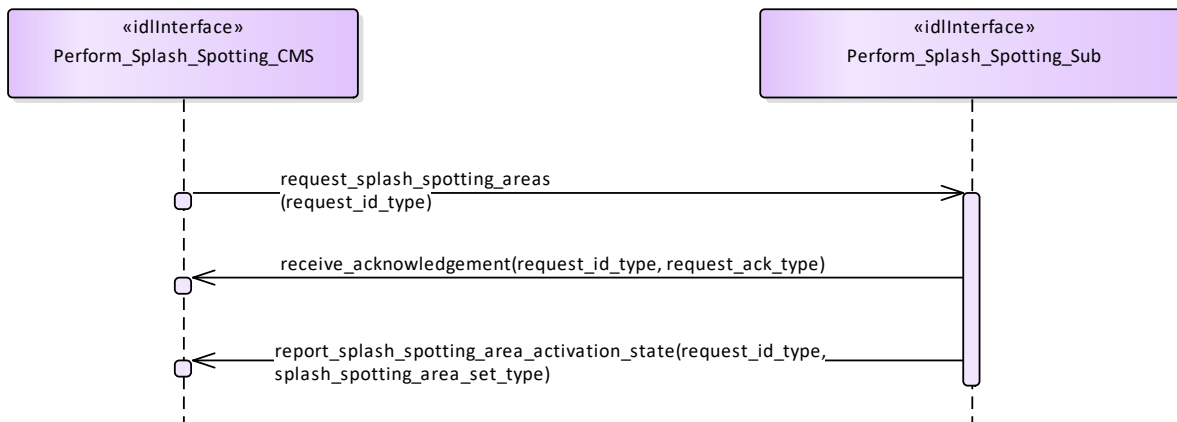 «idlInterface»
Perform_Splash_Spotting_CMS
«idlInterface»
Perform_Splash_Spotting_Sub
request_splash_spotting_areas
(request_id_type)
receive_acknowledgement(request_id_type, request_ack_type)
report_splash_spotting_area_activation_state(request_id_type,
splash_spotting_area_set_type)